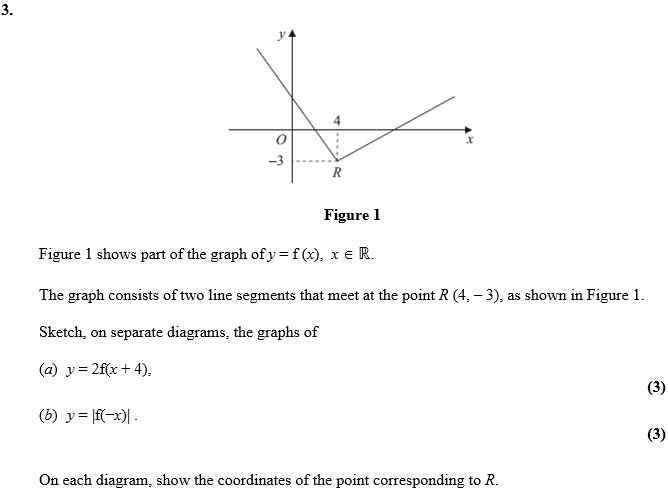 3.
y
4
O
x
−3
R
Figure 1
Figure 1 shows part of the graph of y = f (x), x ∈ ℝ.
The graph consists of two line segments that meet at the point R (4, – 3), as shown in Figure 1.
Sketch, on separate diagrams, the graphs of
(a) y = 2f(x + 4),
(3)
(b) y = |f(−x)| .
(3)
On each diagram, show the coordinates of the point corresponding to R.